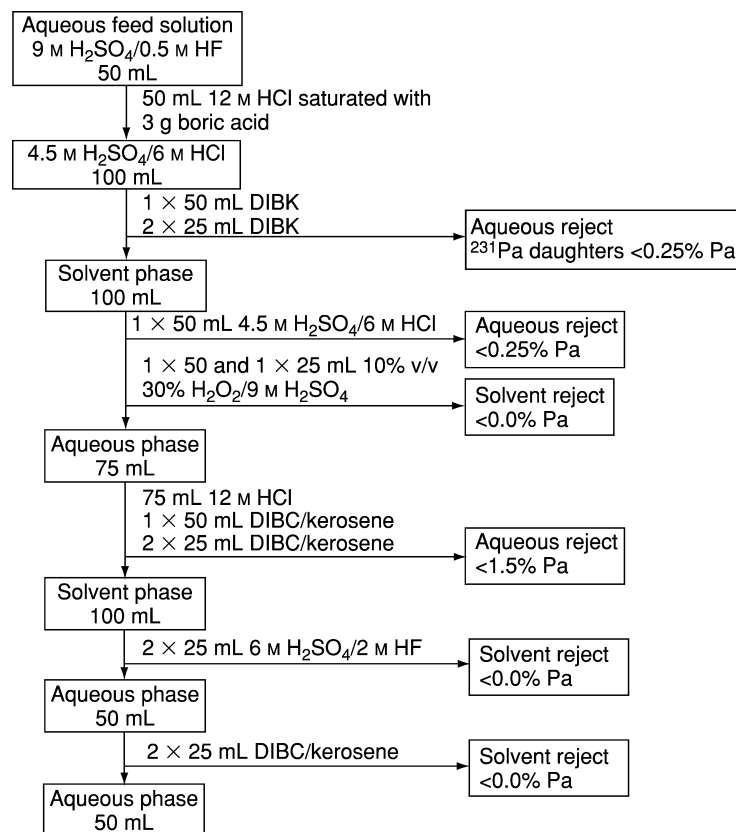 Aqueous feed solution
9 M H₂SO₄/0.5 M HF
50 mL
50 mL 12 M HCl saturated with
3 g boric acid
4.5 M H₂SO₄/6 M HCl
100 mL
1 × 50 mL DIBK
2 × 25 mL DIBK
Aqueous reject
²³¹Pa daughters <0.25% Pa
Solvent phase
100 mL
1 × 50 mL 4.5 M H₂SO₄/6 M HCl
Aqueous reject
<0.25% Pa
1 × 50 and 1 × 25 mL 10% v/v
30% H₂O₂/9 M H₂SO₄
Solvent reject
<0.0% Pa
Aqueous phase
75 mL
75 mL 12 M HCl
1 × 50 mL DIBC/kerosene
2 × 25 mL DIBC/kerosene
Aqueous reject
<1.5% Pa
Solvent phase
100 mL
2 × 25 mL 6 M H₂SO₄/2 M HF
Solvent reject
<0.0% Pa
Aqueous phase
50 mL
2 × 25 mL DIBC/kerosene
Solvent reject
<0.0% Pa
Aqueous phase
50 mL